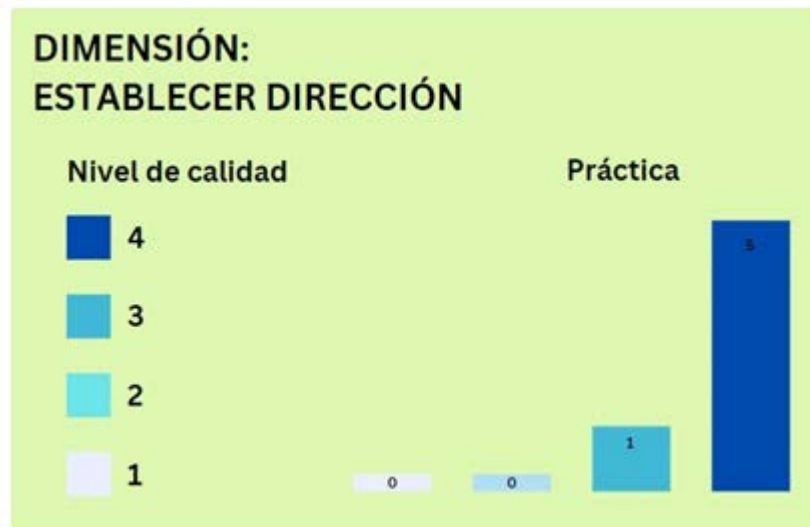 DIMENSIÓN:
ESTABLECER DIRECCIÓN
Nivel de calidad
Práctica
4
3
2
1
0
0
1
5